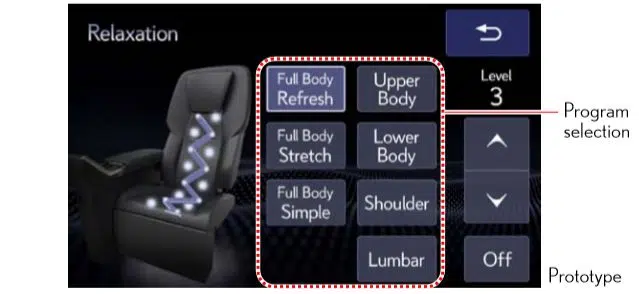 Relaxation
Full Body
Refresh
Upper
Body
Full Body
Stretch
Lower
Body
Full Body
Simple
Shoulder
Lumbar
Level
3
Off
Program
selection
Prototype